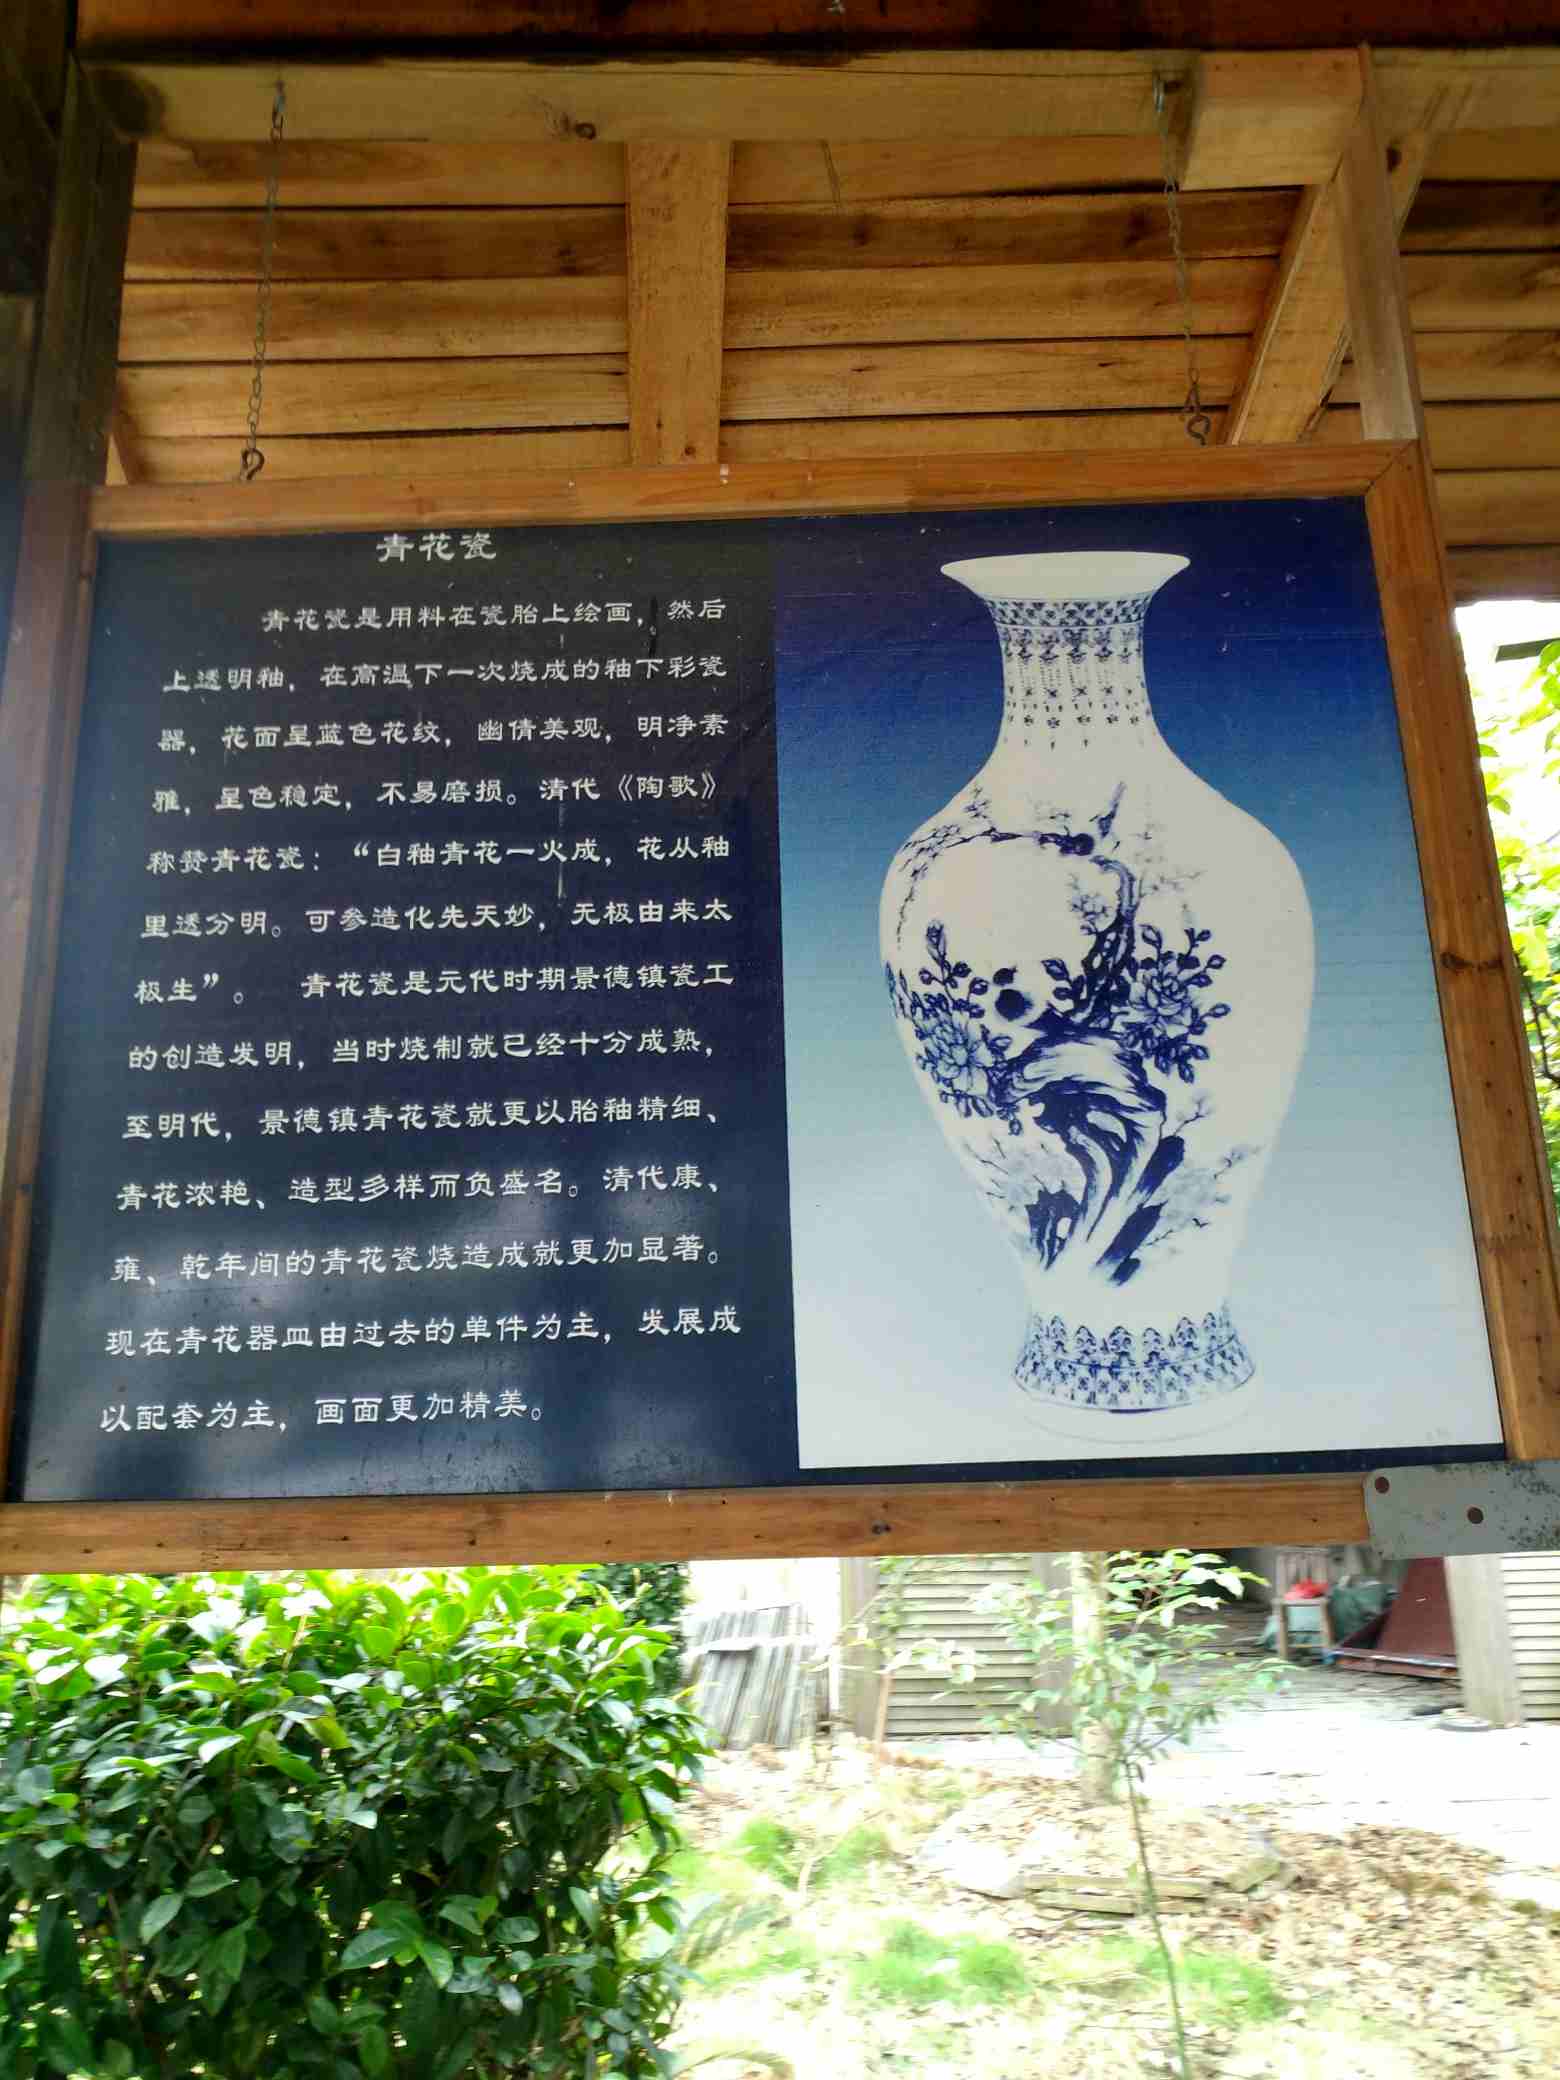 青花瓷
青花瓷是用料在瓷胎上绘画，然后
上透明釉，在高温下一次烧成的釉下彩瓷
器，花面呈蓝色花纹，幽倩美观，明净素
雅，呈色稳定，不易磨损。清代《陶歌》
称赞青花瓷：“白釉青花一火成，花从釉
里透分明。可参造化先天妙，无极由来太
极生”。 青花瓷是元代时期景德镇瓷工
的创造发明，当时烧制就已经十分成熟，
至明代，景德镇青花瓷就更以胎釉精细、
青花浓艳、造型多样而负盛名。清代康、
雍、乾年间的青花瓷烧造成就更加显著。
现在青花器皿由过去的单件为主，发展成
以配套为主，画面更加精美。